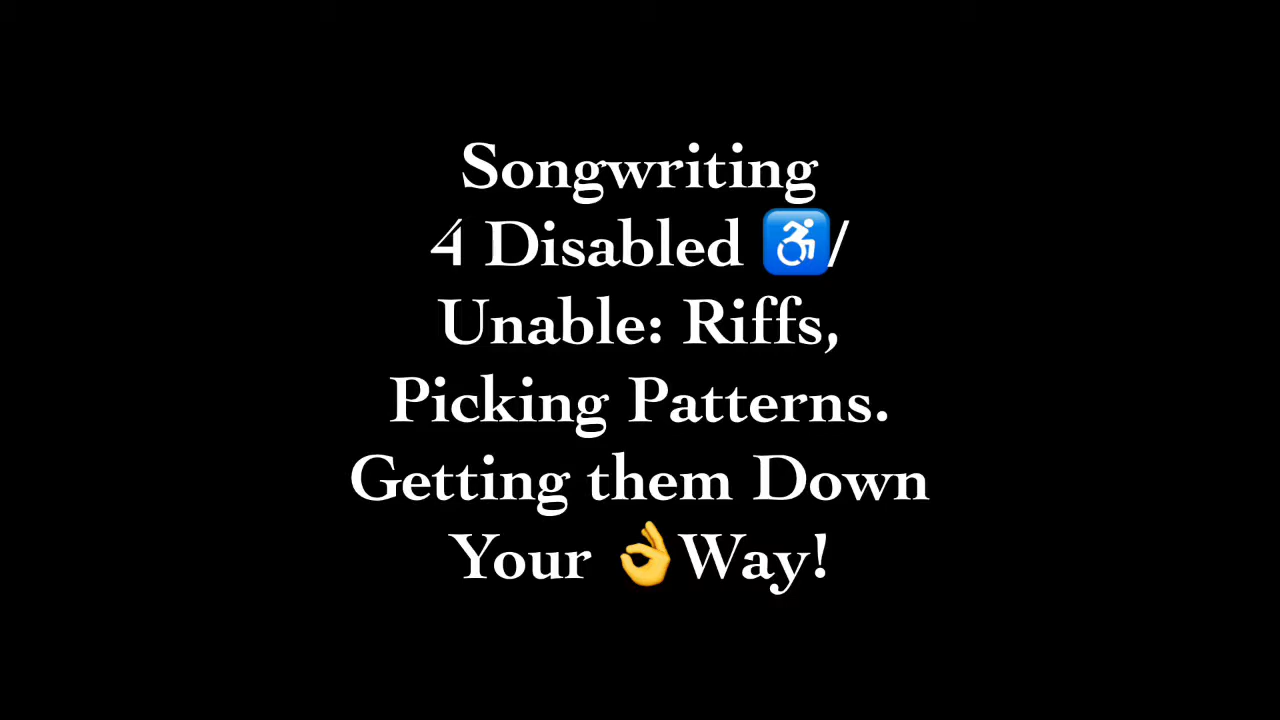 Songwriting
4 Disabled ♿/
Unable: Riffs,
Picking Patterns.
Getting them Down
Your 👌Way!